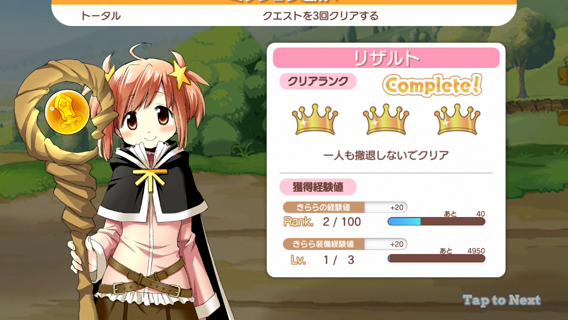 トータル
クエストを3回クリアする
リザルト
クリアランク
Complete!
一人も撤退しないでクリア
獲得経験値
きららの経験値 +20
Rank. 2 / 100
あと 40
きらら装備経験値 +20
Lv. 1 / 3
あと 4950
Tap to Next